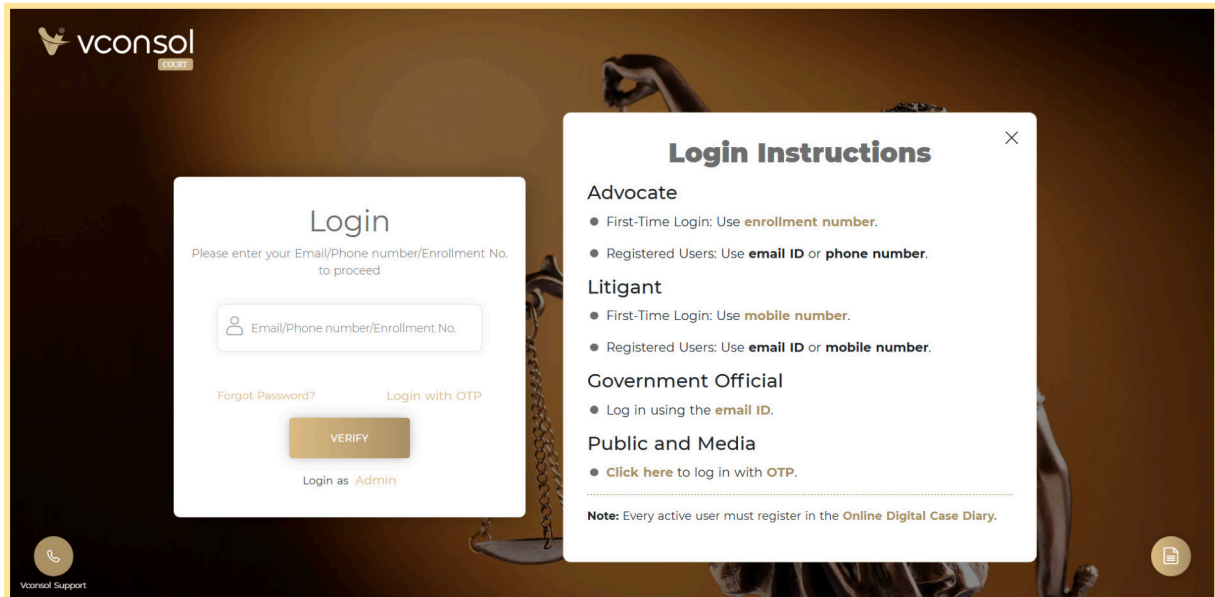 vconsol
COURT
Login
Please enter your Email/Phone number/Enrollment No.
to proceed
Email/Phone number/Enrollment No.
Forgot Password?
Login with OTP
VERIFY
Login as Admin
Login Instructions
Advocate
First-Time Login: Use enrollment number.
Registered Users: Use email ID or phone number.
Litigant
First-Time Login: Use mobile number.
Registered Users: Use email ID or mobile number.
Government Official
Log in using the email ID.
Public and Media
Click here to log in with OTP.
Note: Every active user must register in the Online Digital Case Diary.
Vconsol Support